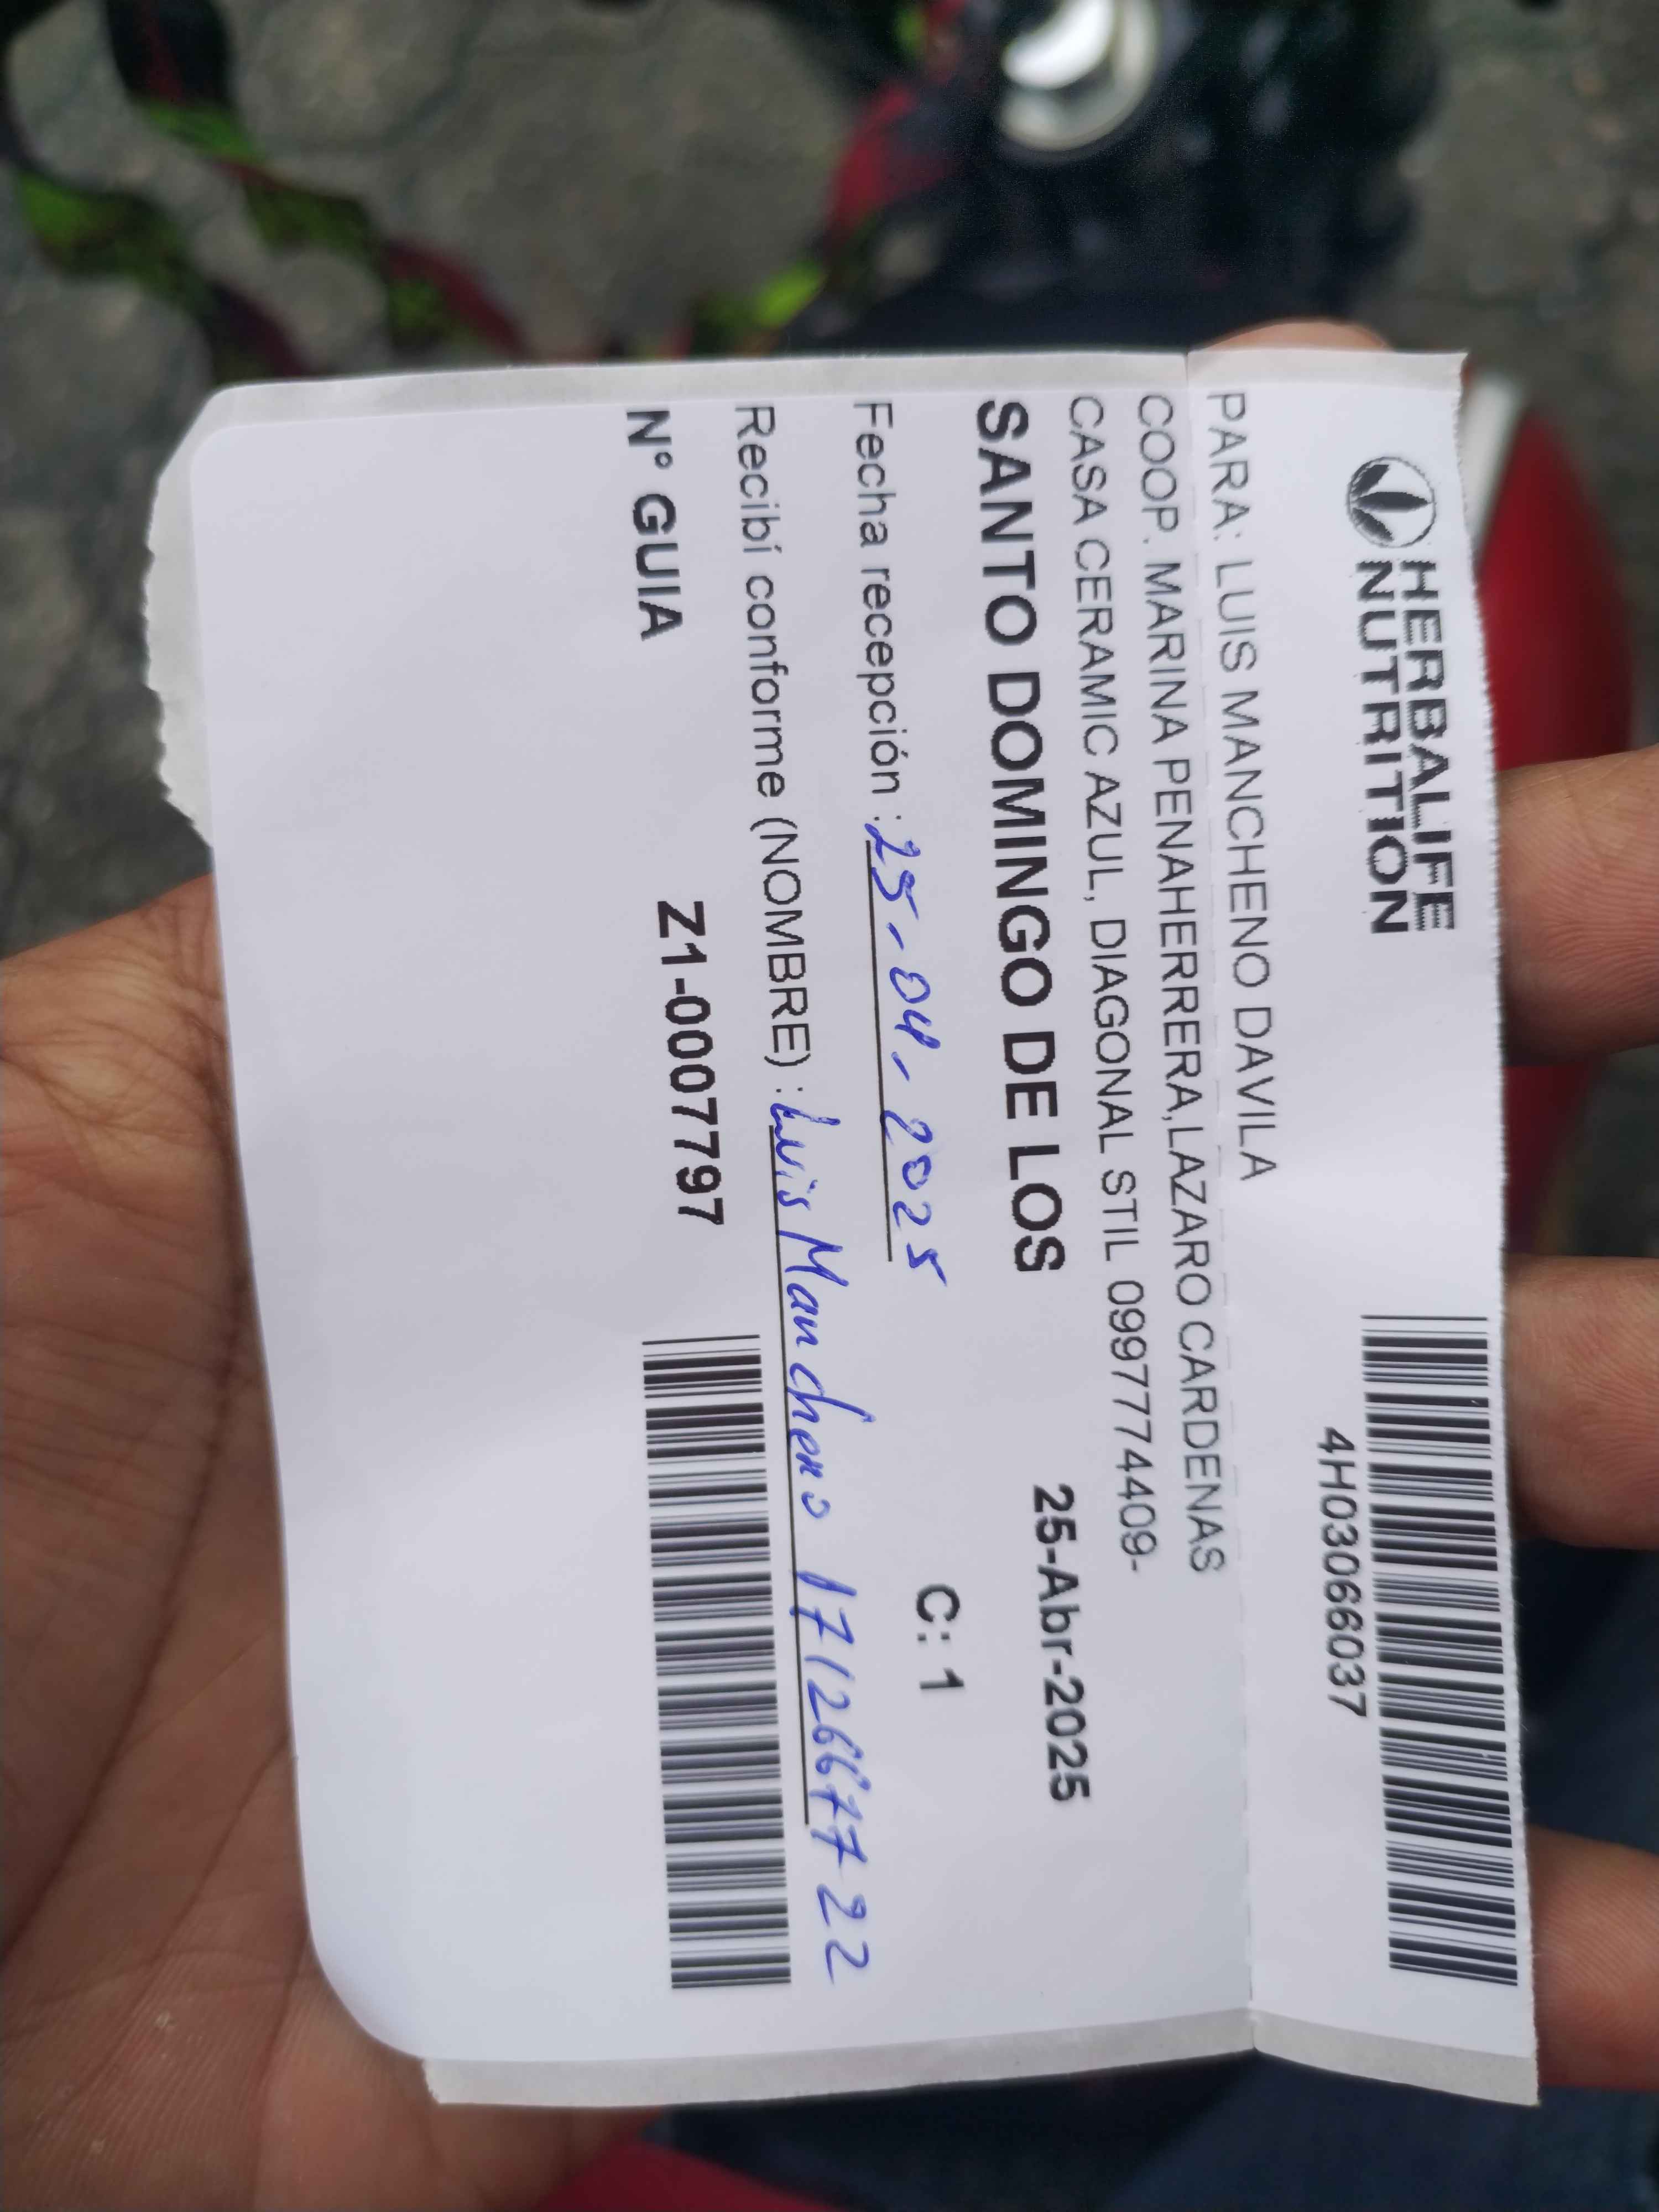 HERBALIFE
NUTRITION
4H03066037
PARA: LUIS MANCHENO DAVILA
COOP. MARINA PENAHERRERA,LAZARO CARDENAS
CASA CERAMIC AZUL, DIAGONAL STIL 0997774409-
SANTO DOMINGO DE LOS 25-Abr-2025
Fecha recepción : 25-04-2025 C: 1
Recibí conforme (NOMBRE) : Luis Mancheno 1712667722
N° GUIA Z1-0007797